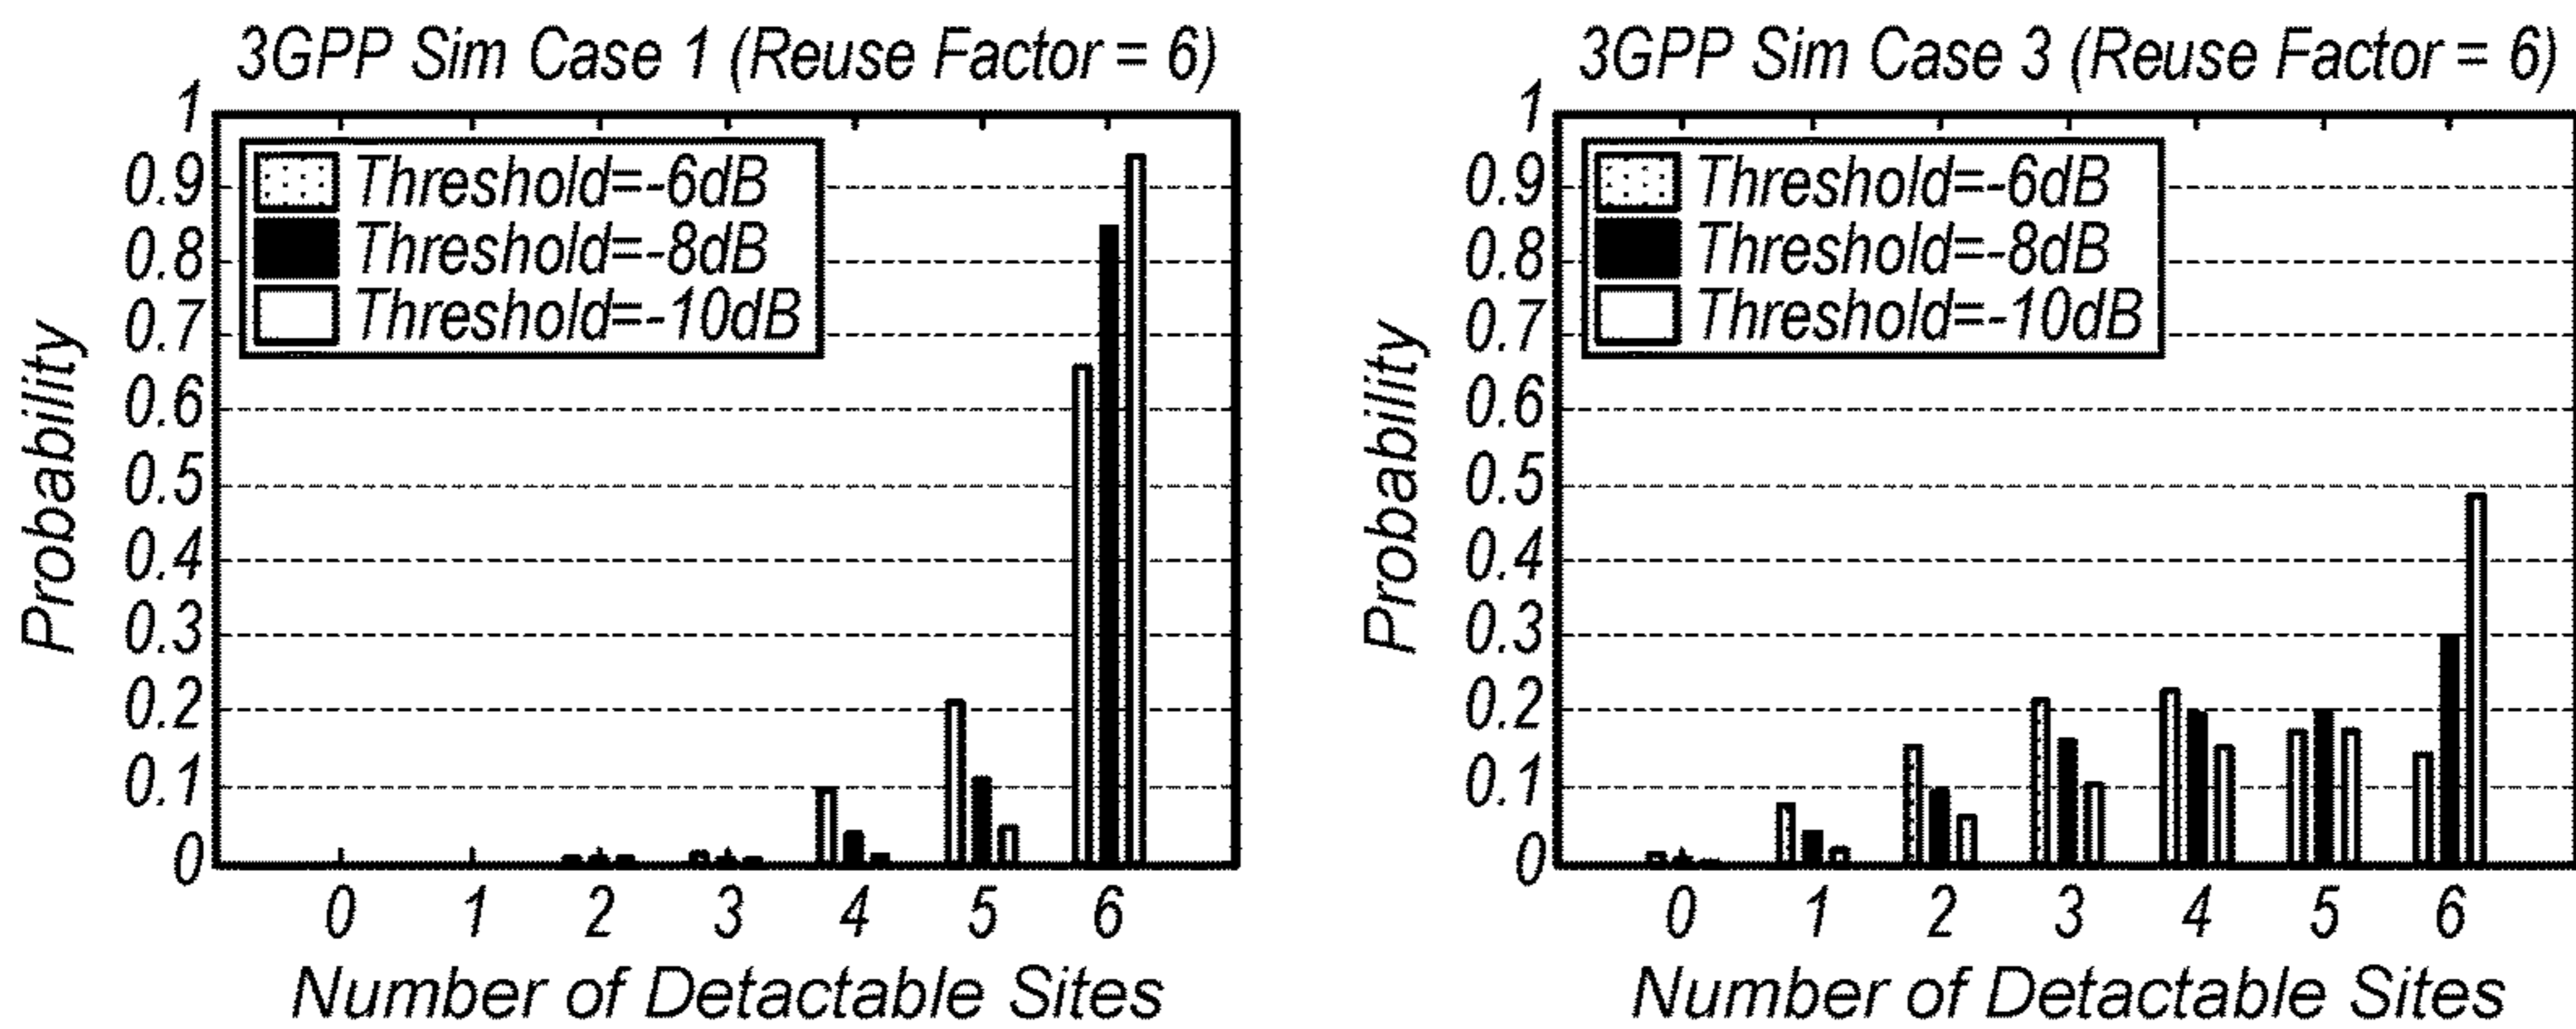 3GPP Sim Case 1 (Reuse Factor = 6)
1
0.9
0.8
0.7
0.6
0.5
0.4
0.3
0.2
0.1
0
Probability
Threshold=-6dB
Threshold=-8dB
Threshold=-10dB
0 1 2 3 4 5 6
Number of Detactable Sites
3GPP Sim Case 3 (Reuse Factor = 6)
1
0.9
0.8
0.7
0.6
0.5
0.4
0.3
0.2
0.1
0
Probability
Threshold=-6dB
Threshold=-8dB
Threshold=-10dB
0 1 2 3 4 5 6
Number of Detactable Sites